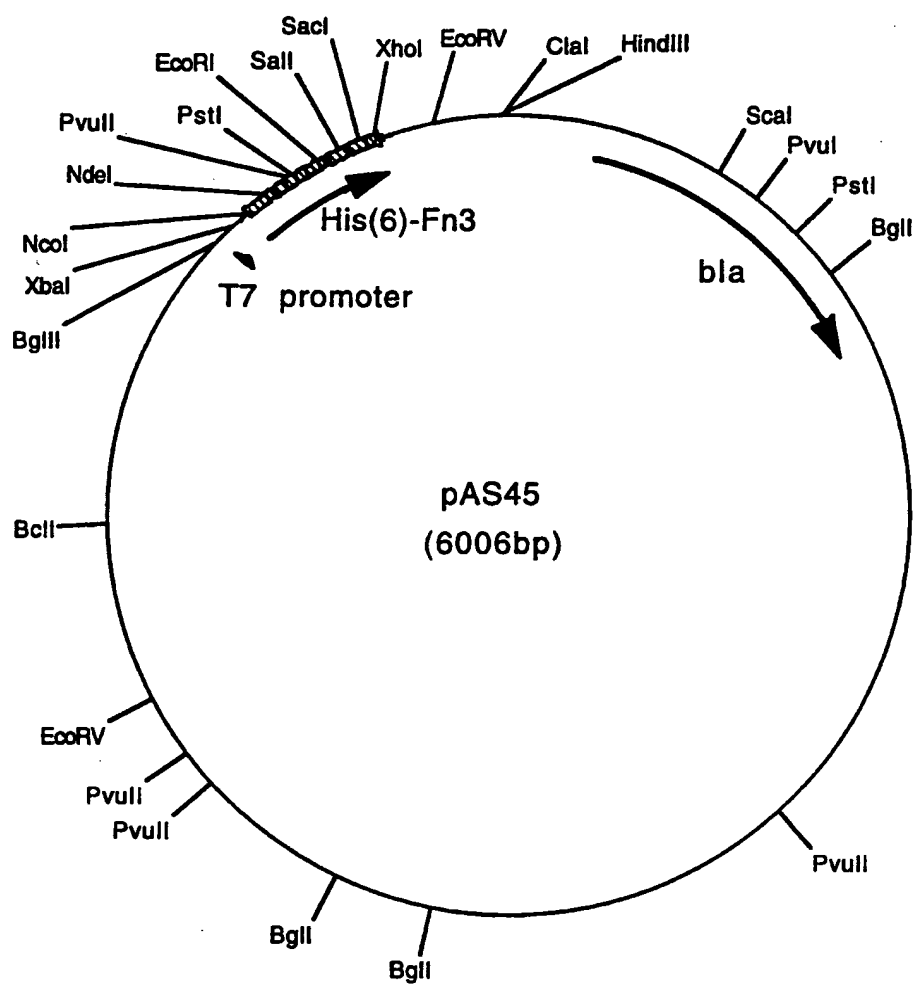 SacI
EcoRV
XhoI
ClaI
HindIII
EcoRI
SalI
ScaI
PvuII
PstI
PvuI
NdeI
PstI
His(6)-Fn3
BglI
NcoI
bla
XbaI
T7 promoter
BglII
pAS45
BclI
(6006bp)
EcoRV
PvuII
PvuII
PvuII
BglI
BglI